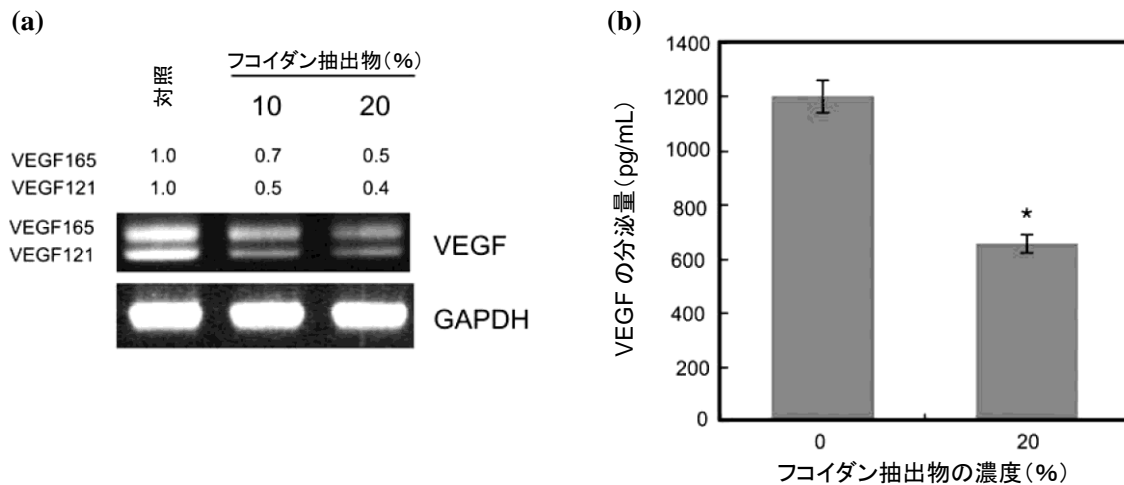 (a)
対照
フコイダン抽出物(%)
10 20
VEGF165 1.0 0.7 0.5
VEGF121 1.0 0.5 0.4
VEGF165
VEGF121
VEGF
GAPDH
(b)
VEGF の分泌量(pg/mL)
1400
1200
1000
800
600
400
200
0
*
0 20
フコイダン抽出物の濃度(%)